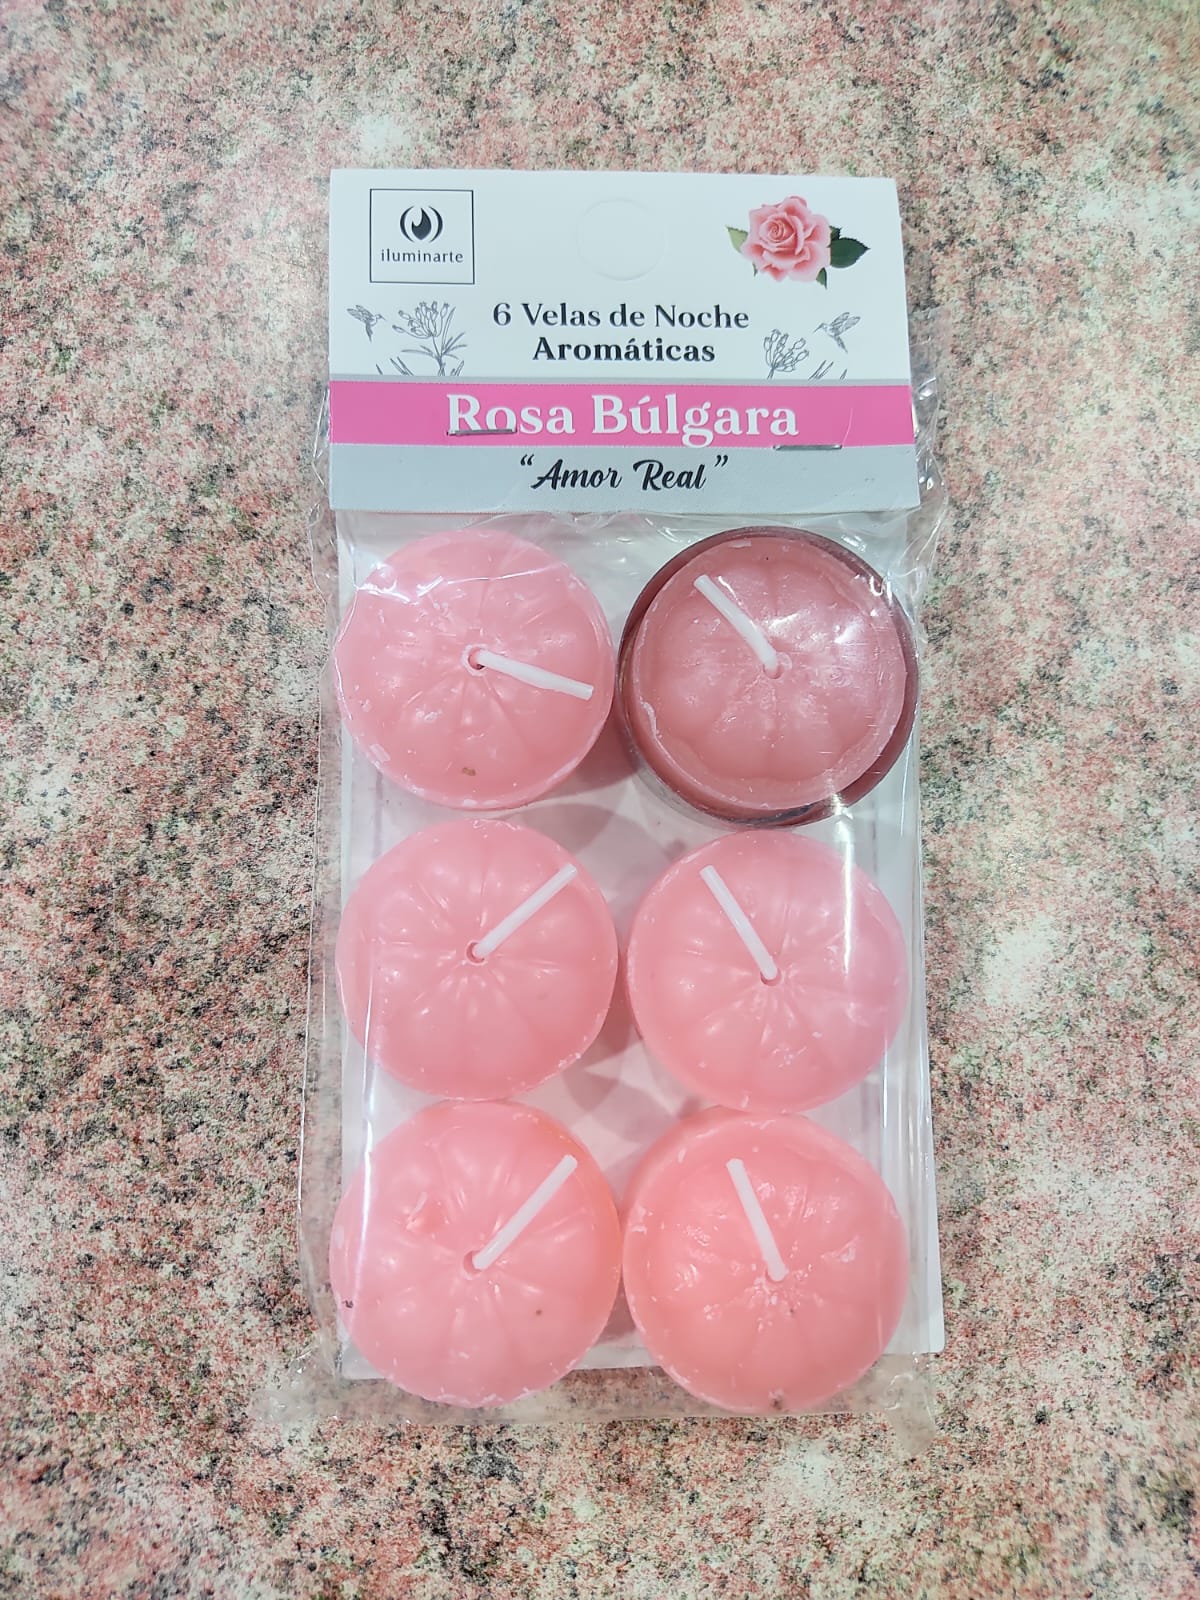 iluminarte
6 Velas de Noche
Aromáticas
Rosa Búlgara
“Amor Real”